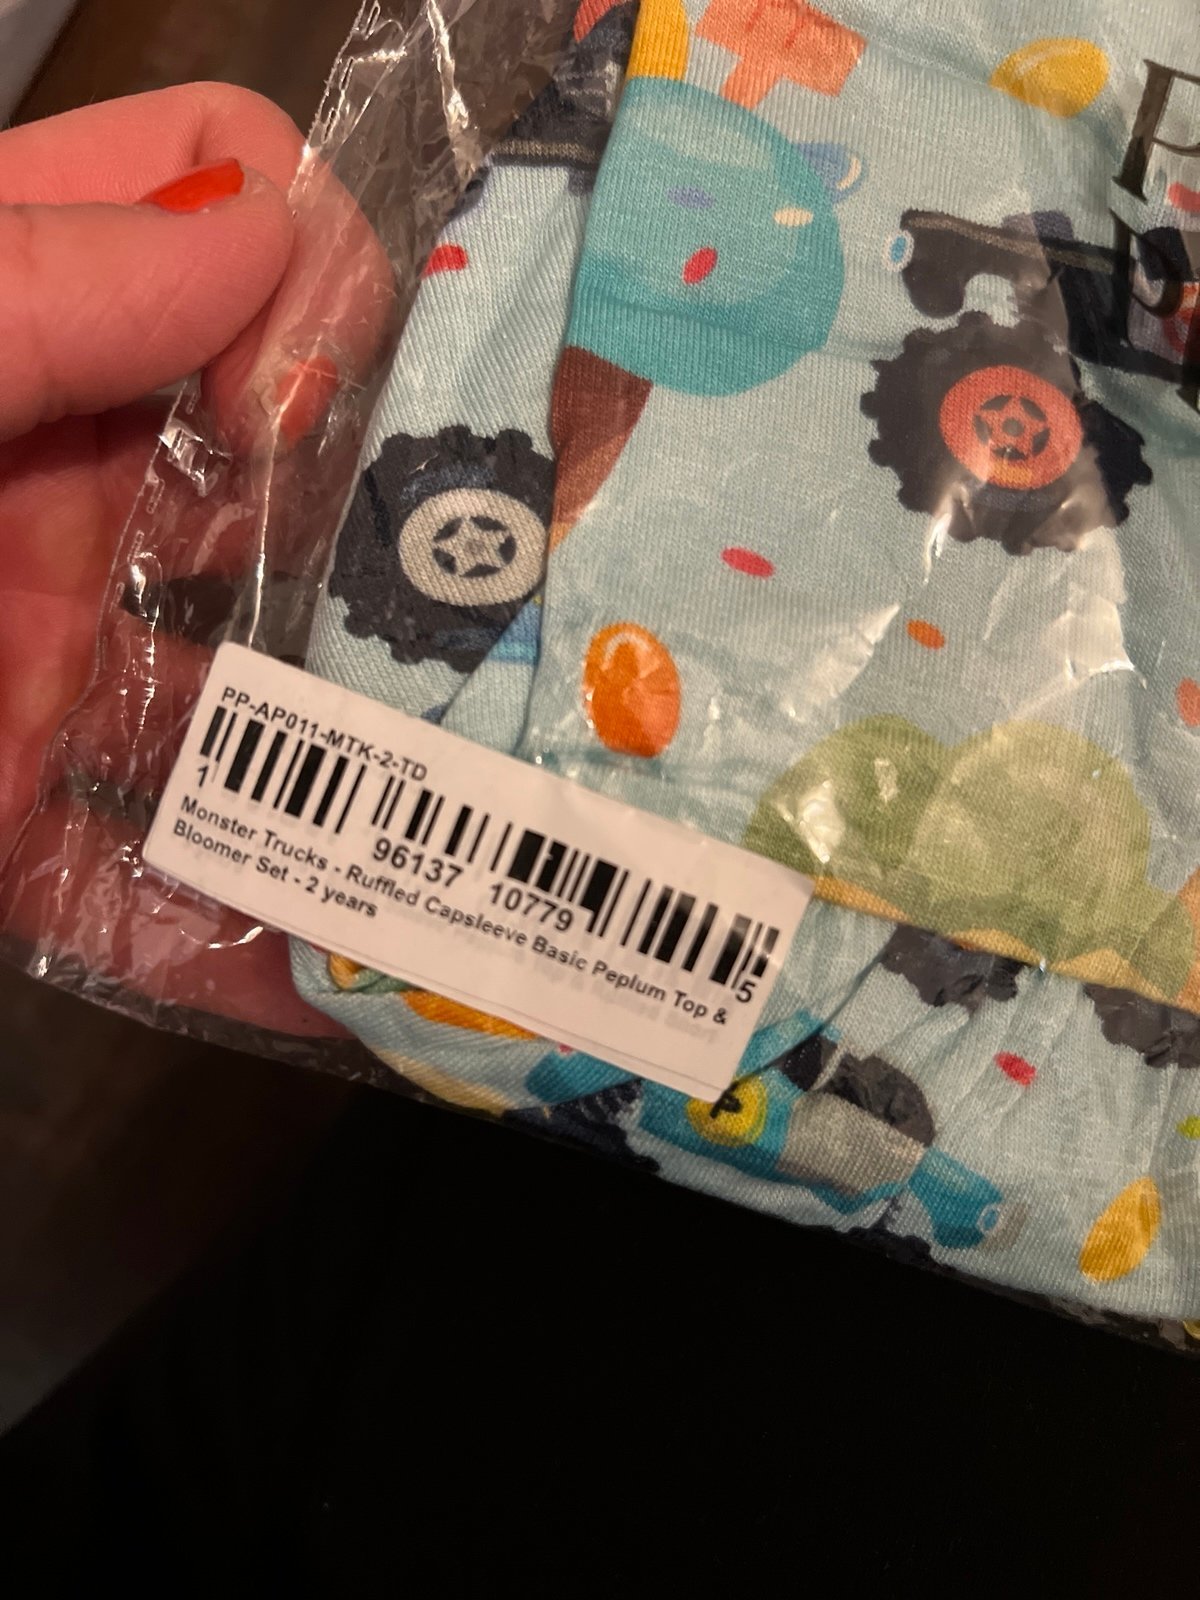 P
PP-AP011-MTK-2-TD
1 96137 10779 5
Monster Trucks - Ruffled Capsleeve Basic Peplum Top &
Bloomer Set - 2 years
P